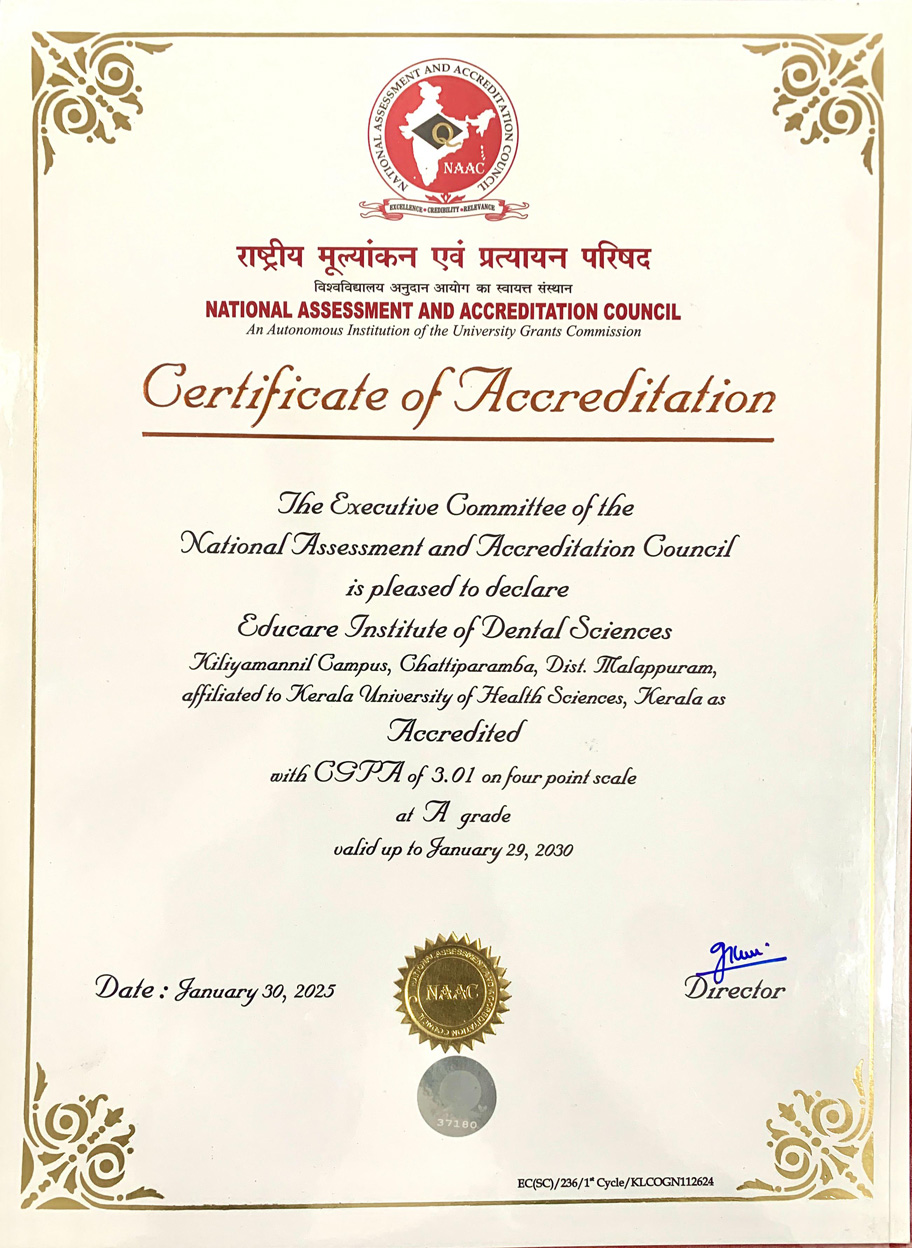 NATIONAL ASSESSMENT AND ACCREDITATION COUNCIL
Q
NAAC
EXCELLENCE • CREDIBILITY • RELEVANCE
राष्ट्रीय मूल्यांकन एवं प्रत्यायन परिषद
विश्वविद्यालय अनुदान आयोग का स्वायत्त संस्थान
NATIONAL ASSESSMENT AND ACCREDITATION COUNCIL
An Autonomous Institution of the University Grants Commission
Certificate of Accreditation
The Executive Committee of the
National Assessment and Accreditation Council
is pleased to declare
Educare Institute of Dental Sciences
Kiliyamannil Campus, Chattiparamba, Dist. Malappuram,
affiliated to Kerala University of Health Sciences, Kerala as
Accredited
with CGPA of 3.01 on four point scale
at A grade
valid up to January 29, 2030
Date : January 30, 2025
NATIONAL ASSESSMENT AND ACCREDITATION COUNCIL
NAAC
Director
37180
EC(SC)/236/1st Cycle/KLCOGN112624